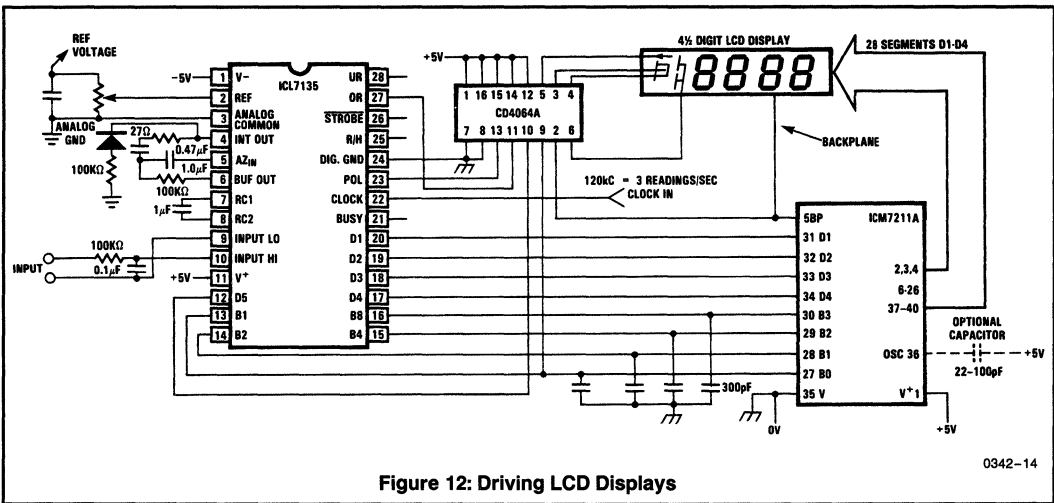 REF
VOLTAGE
ANALOG
GND
27Ω
0.47μF
1.0μF
100KΩ
100KΩ
1μF
100KΩ
0.1μF
INPUT
-5V
+5V
ICL7135
1 V-
2 REF
3 ANALOG
COMMON
4 INT OUT
5 AZIN
6 BUF OUT
7 RC1
8 RC2
9 INPUT LO
10 INPUT HI
11 V+
12 D5
13 B1
14 B2
UR 28
OR 27
STROBE 26
R/H 25
DIG. GND 24
POL 23
CLOCK 22
BUSY 21
D1 20
D2 19
D3 18
D4 17
B8 16
B4 15
+5V
1 16 15 14 12 5 3 4
CD4064A
7 8 13 11 10 9 2 6
4½ DIGIT LCD DISPLAY
8888
28 SEGMENTS D1-D4
BACKPLANE
120kC = 3 READINGS/SEC
CLOCK IN
300pF
5BP
ICM7211A
31 D1
32 D2
33 D3
34 D4
30 B3
29 B2
28 B1
27 B0
35 V
2,3,4
6-26
37-40
OSC 36
V+ 1
OPTIONAL
CAPACITOR
+5V
22-100pF
0V
+5V
0342-14
Figure 12: Driving LCD Displays